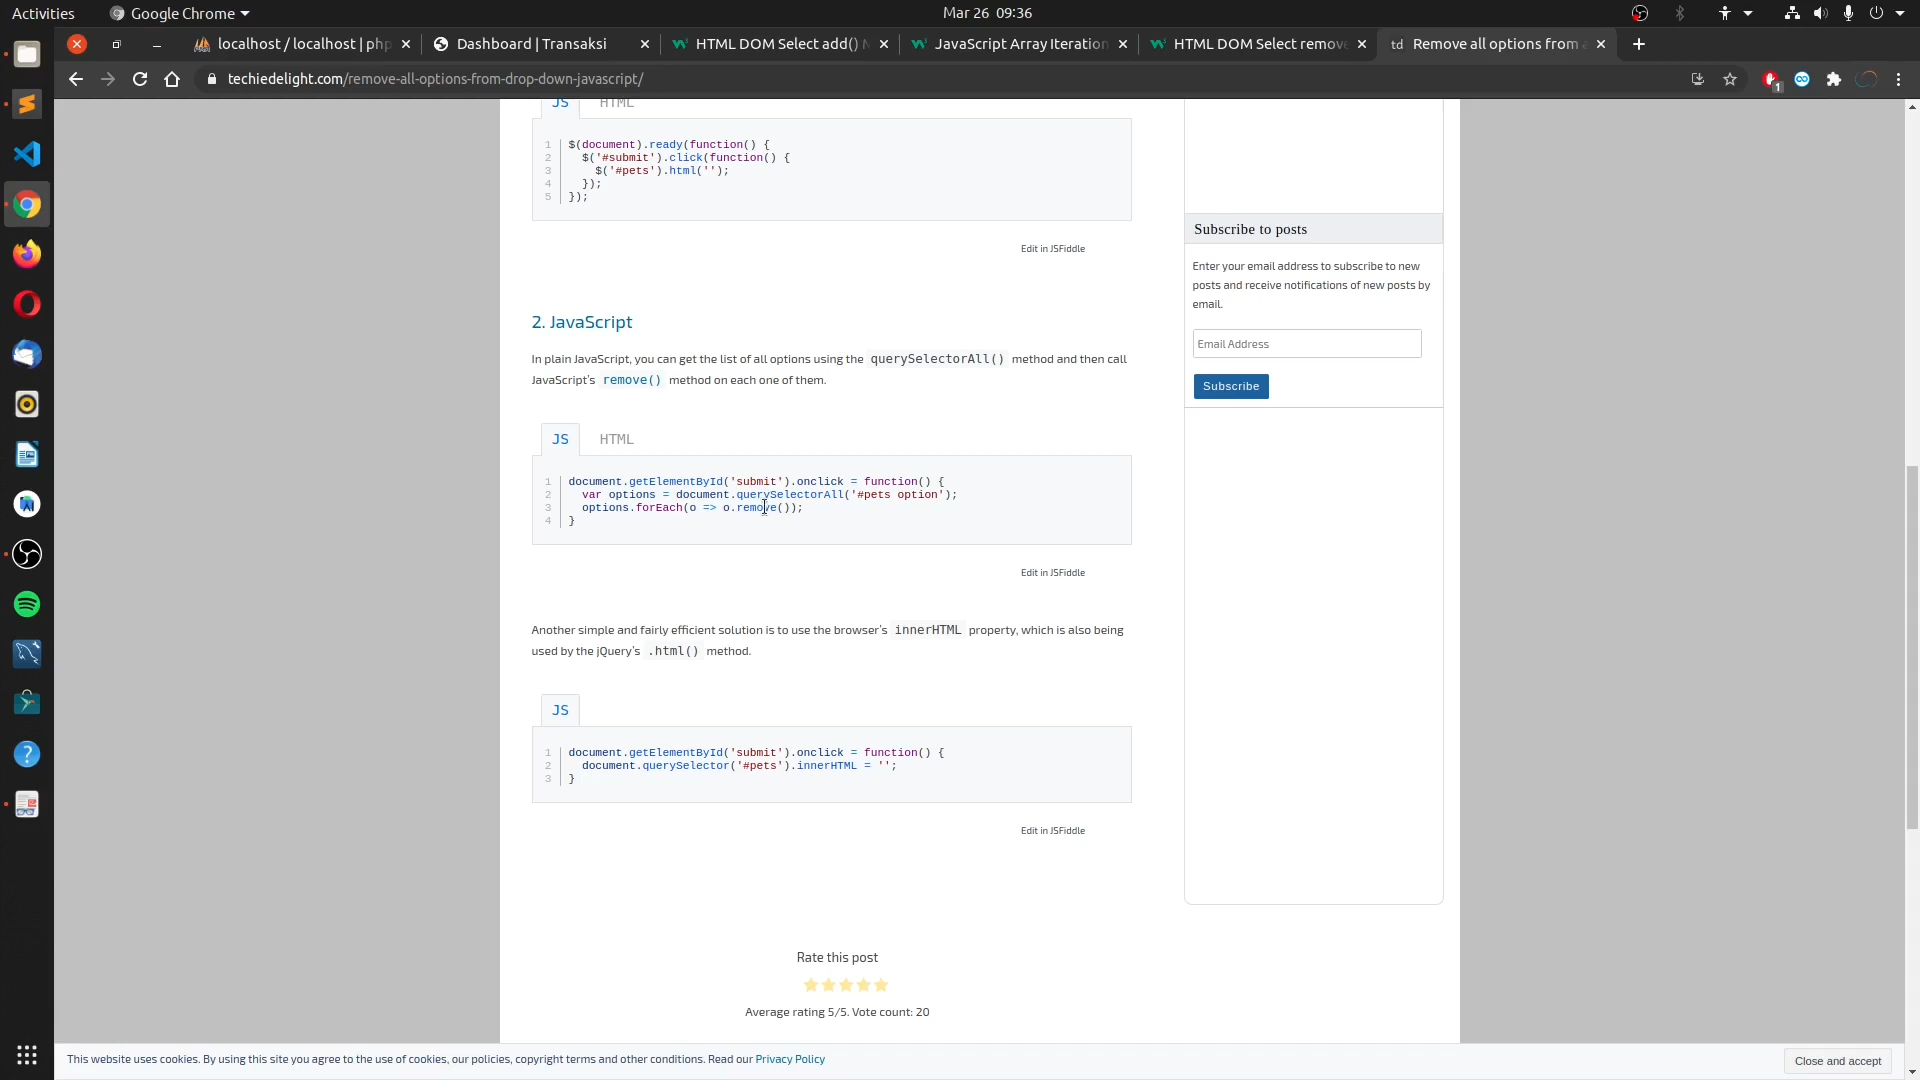 Activities
Google Chrome
Mar 26 09:36
localhost / localhost | php
Dashboard | Transaksi
HTML DOM Select add() M
JavaScript Array Iteration
HTML DOM Select remove
td Remove all options from a
techiedelight.com/remove-all-options-from-drop-down-javascript/
1
JS HTML
1 $(document).ready(function() {
2 $('#submit').click(function() {
3 $('#pets').html('');
4 });
5 });
Edit in JSFiddle
2. JavaScript
In plain JavaScript, you can get the list of all options using the querySelectorAll() method and then call
JavaScript's remove() method on each one of them.
JS HTML
1 document.getElementById('submit').onclick = function() {
2 var options = document.querySelectorAll('#pets option');
3 options.forEach(o => o.remove());
4 }
Edit in JSFiddle
Another simple and fairly efficient solution is to use the browser's innerHTML property, which is also being
used by the jQuery's .html() method.
JS
1 document.getElementById('submit').onclick = function() {
2 document.querySelector('#pets').innerHTML = '';
3 }
Edit in JSFiddle
Rate this post
Average rating 5/5. Vote count: 20
Subscribe to posts
Enter your email address to subscribe to new
posts and receive notifications of new posts by
email.
Email Address
Subscribe
This website uses cookies. By using this site you agree to the use of cookies, our policies, copyright terms and other conditions. Read our Privacy Policy
Close and accept